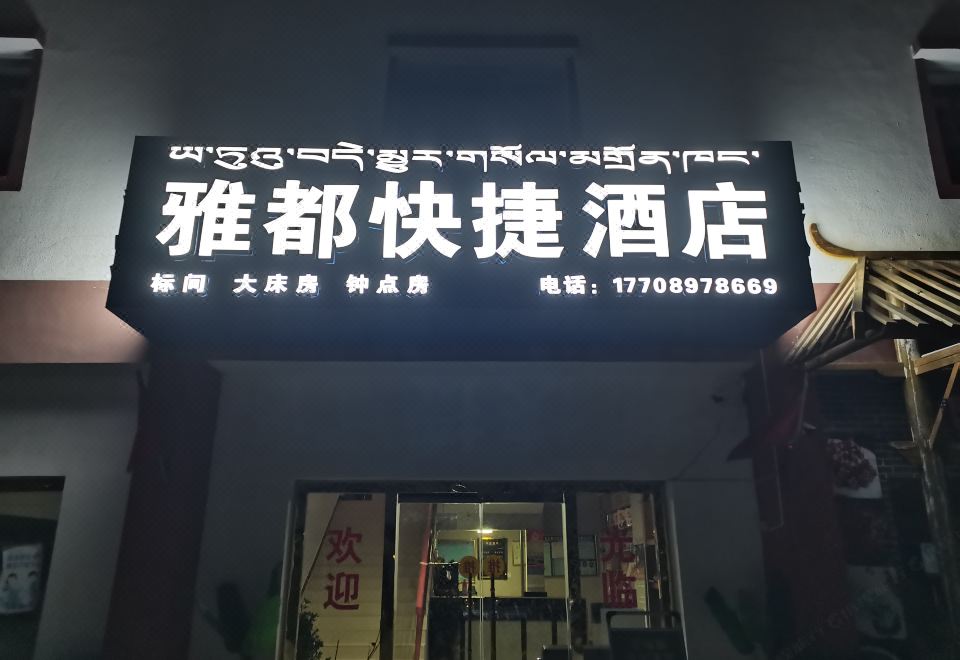 ཡ་ཏུའུ་བདེ་མྱུར་གསོལ་མགྲོན་ཁང་
雅都快捷酒店
标间 大床房 钟点房 电话：17708978669
欢迎
光临